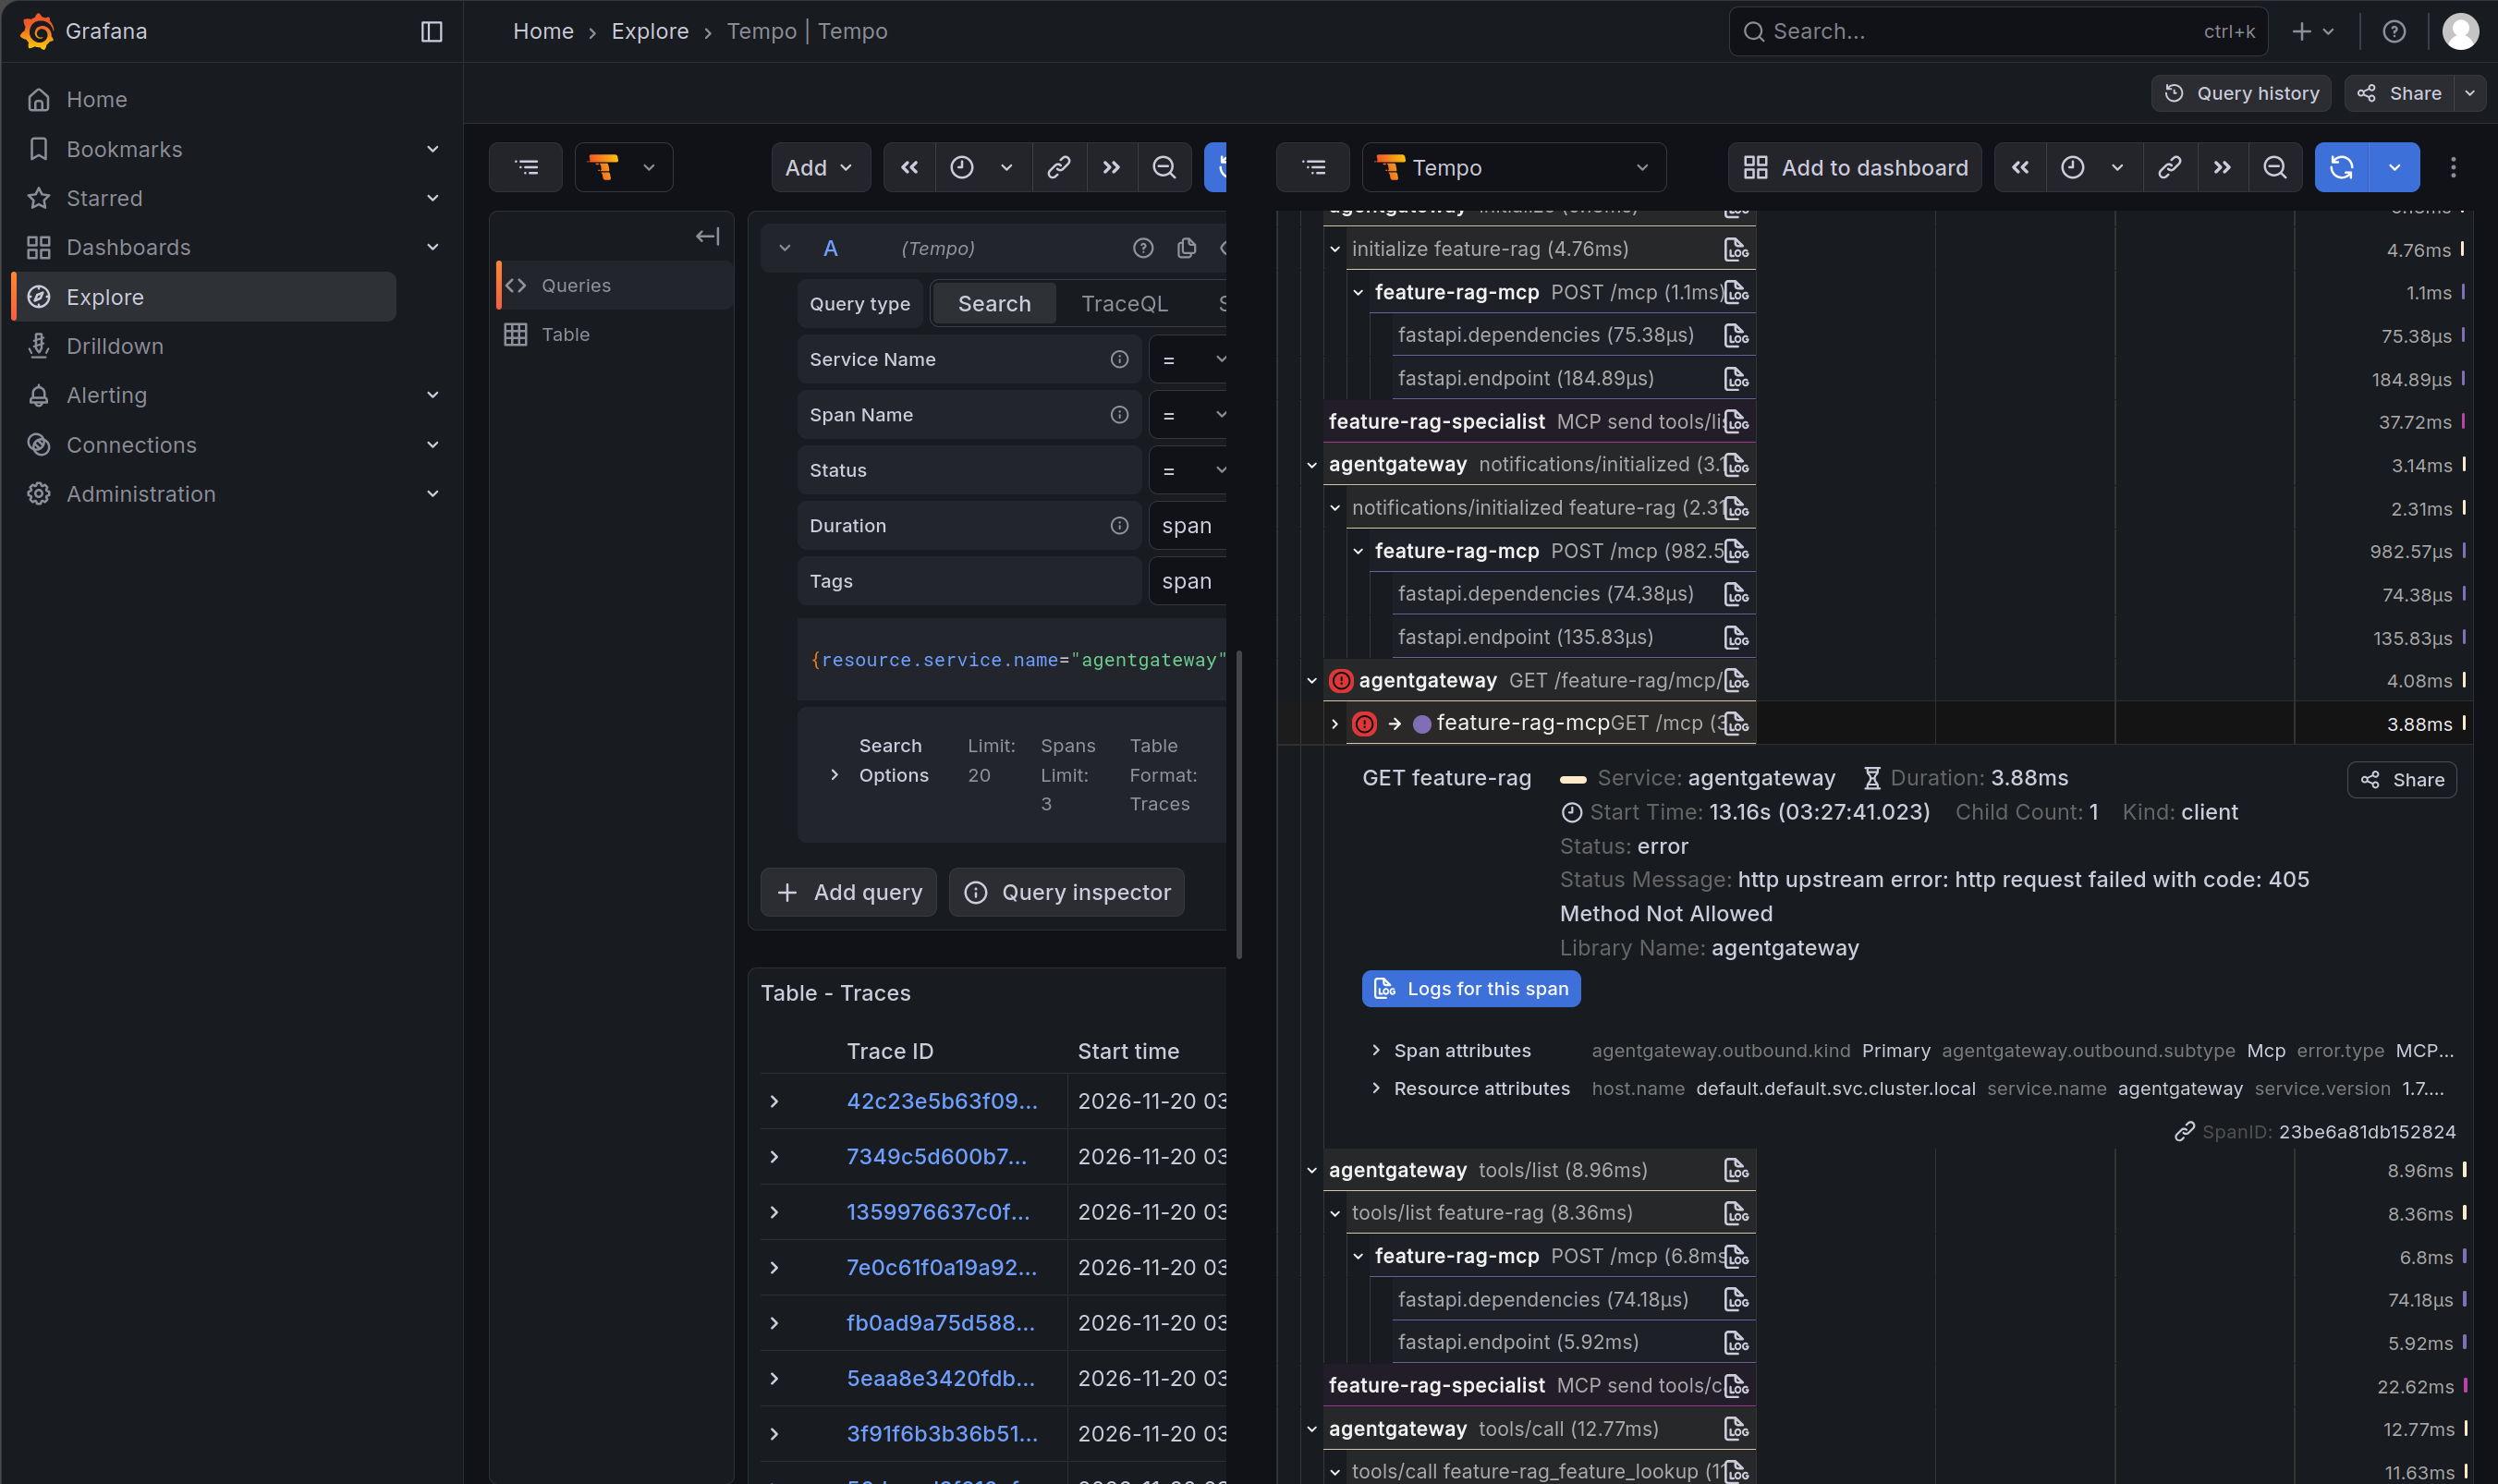 Grafana
Home › Explore › Tempo | Tempo
Search... ctrl+k
Query history
Share
Home
Bookmarks
Starred
Dashboards
Explore
Drilldown
Alerting
Connections
Administration
Add
Queries
Table
A (Tempo)
Query type Search TraceQL
Service Name =
Span Name =
Status =
Duration span
Tags span
{resource.service.name="agentgateway"
Search Options
Limit: 20
Spans Limit: 3
Table Format: Traces
Add query
Query inspector
Table - Traces
Trace ID Start time
42c23e5b63f09... 2026-11-20 03
7349c5d600b7... 2026-11-20 03
1359976637c0f... 2026-11-20 03
7e0c61f0a19a92... 2026-11-20 03
fb0ad9a75d588... 2026-11-20 03
5eaa8e3420fdb... 2026-11-20 03
3f91f6b3b36b51... 2026-11-20 03
Tempo
Add to dashboard
agentgateway
initialize feature-rag (4.76ms) 4.76ms
feature-rag-mcp POST /mcp (1.1ms) 1.1ms
fastapi.dependencies (75.38μs) 75.38μs
fastapi.endpoint (184.89μs) 184.89μs
feature-rag-specialist MCP send tools/li 37.72ms
agentgateway notifications/initialized (3.1 3.14ms
notifications/initialized feature-rag (2.31 2.31ms
feature-rag-mcp POST /mcp (982.5 982.57μs
fastapi.dependencies (74.38μs) 74.38μs
fastapi.endpoint (135.83μs) 135.83μs
agentgateway GET /feature-rag/mcp/ 4.08ms
feature-rag-mcp GET /mcp (3 3.88ms
GET feature-rag Service: agentgateway Duration: 3.88ms Share
Start Time: 13.16s (03:27:41.023) Child Count: 1 Kind: client
Status: error
Status Message: http upstream error: http request failed with code: 405
Method Not Allowed
Library Name: agentgateway
LOG Logs for this span
Span attributes agentgateway.outbound.kind Primary agentgateway.outbound.subtype Mcp error.type MCP...
Resource attributes host.name default.default.svc.cluster.local service.name agentgateway service.version 1.7....
SpanID: 23be6a81db152824
agentgateway tools/list (8.96ms) 8.96ms
tools/list feature-rag (8.36ms) 8.36ms
feature-rag-mcp POST /mcp (6.8ms 6.8ms
fastapi.dependencies (74.18μs) 74.18μs
fastapi.endpoint (5.92ms) 5.92ms
feature-rag-specialist MCP send tools/c 22.62ms
agentgateway tools/call (12.77ms) 12.77ms
tools/call feature-rag_feature_lookup (11 11.63ms